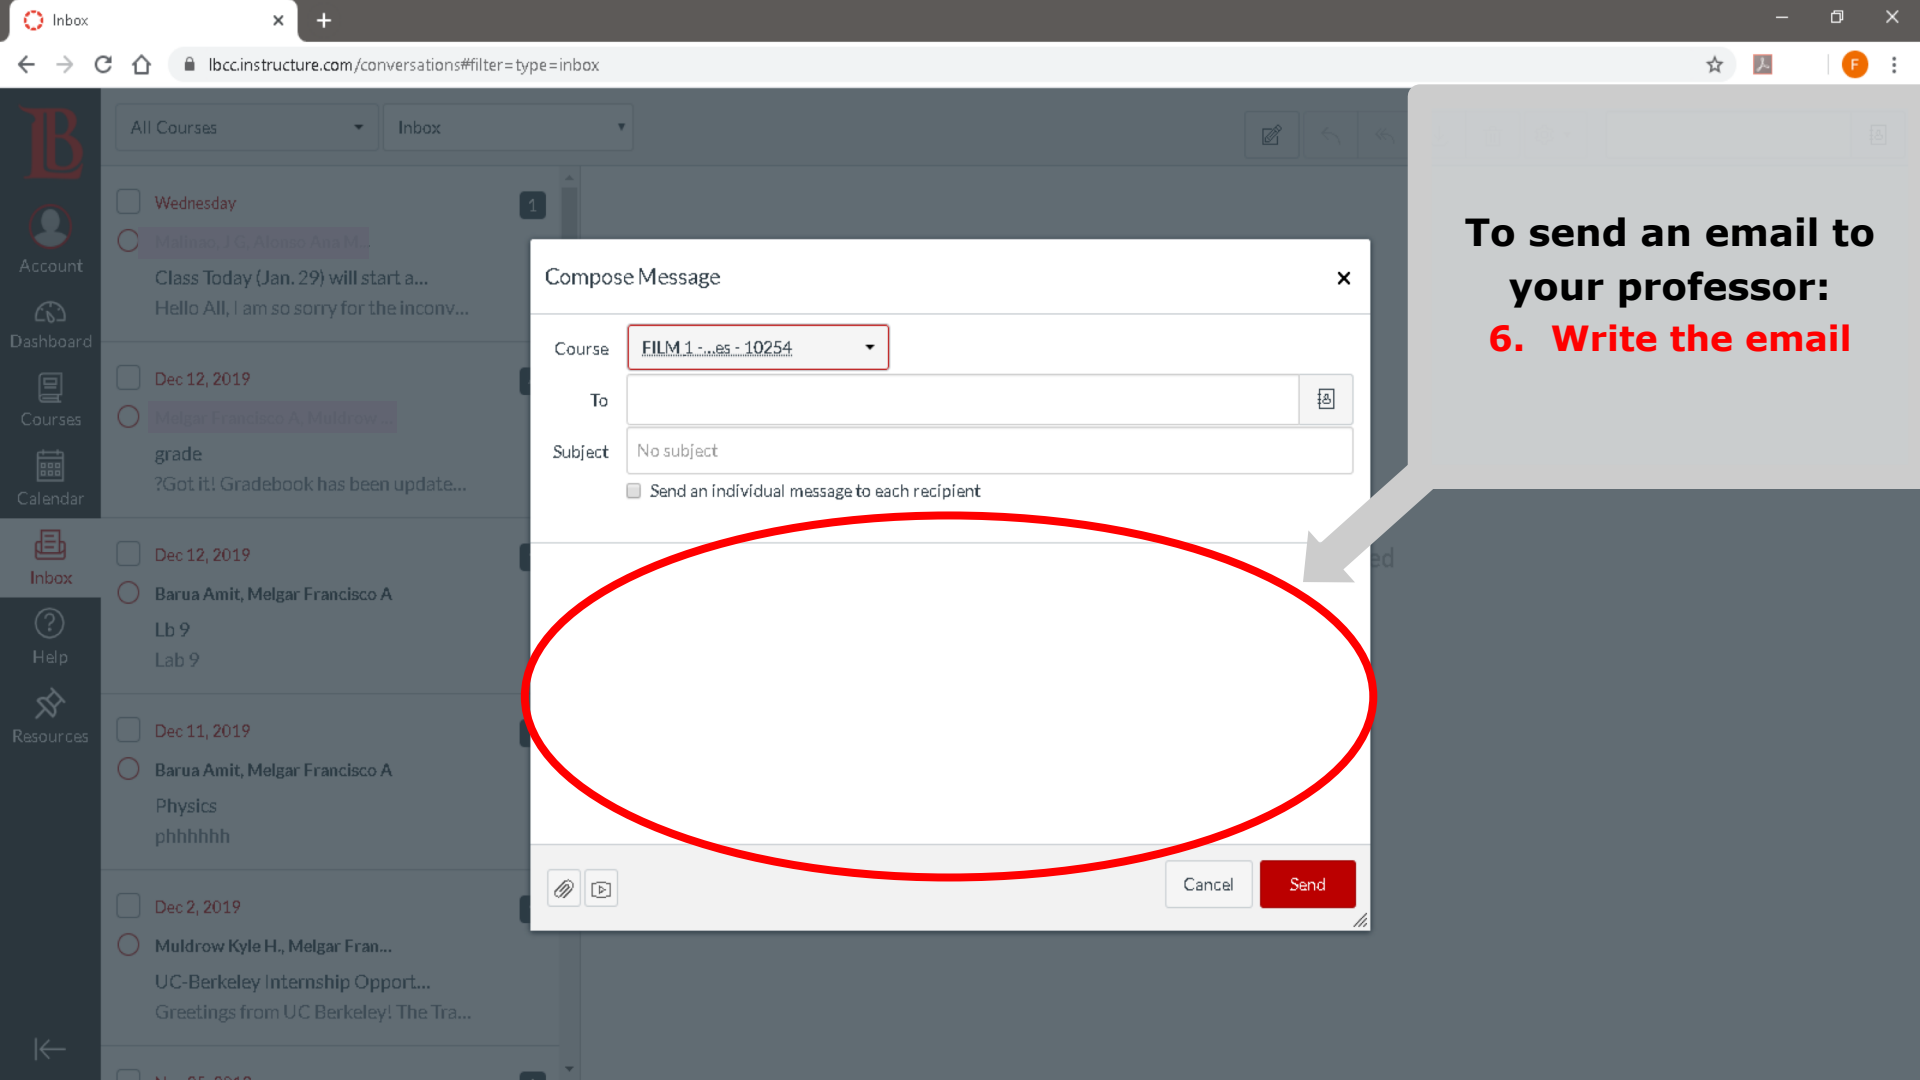 Inbox
lbcc.instructure.com/conversations#filter=type=inbox
F
LB
All Courses
Inbox
Account
Dashboard
Courses
Calendar
Inbox
Help
Resources
Wednesday
1
Class Today (Jan. 29) will start a...
Hello All, I am so sorry for the inconv...
Dec 12, 2019
Melgar Francisco A, Muldrow ...
grade
?Got it! Gradebook has been update...
Dec 12, 2019
Barua Amit, Melgar Francisco A
Lb 9
Lab 9
Dec 11, 2019
Barua Amit, Melgar Francisco A
Physics
phhhhhh
Dec 2, 2019
Muldrow Kyle H., Melgar Fran...
UC-Berkeley Internship Opport...
Greetings from UC Berkeley! The Tra...
Compose Message
Course
FILM 1 -...es - 10254
To
Subject
No subject
Send an individual message to each recipient
ed
Cancel
Send
To send an email to
your professor:
6. Write the email